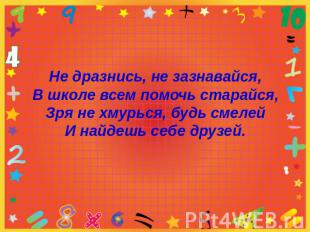 Не дразнись, не зазнавайся,
В школе всем помочь старайся,
Зря не хмурься, будь смелей
И найдешь себе друзей.
PPt4WEB.ru